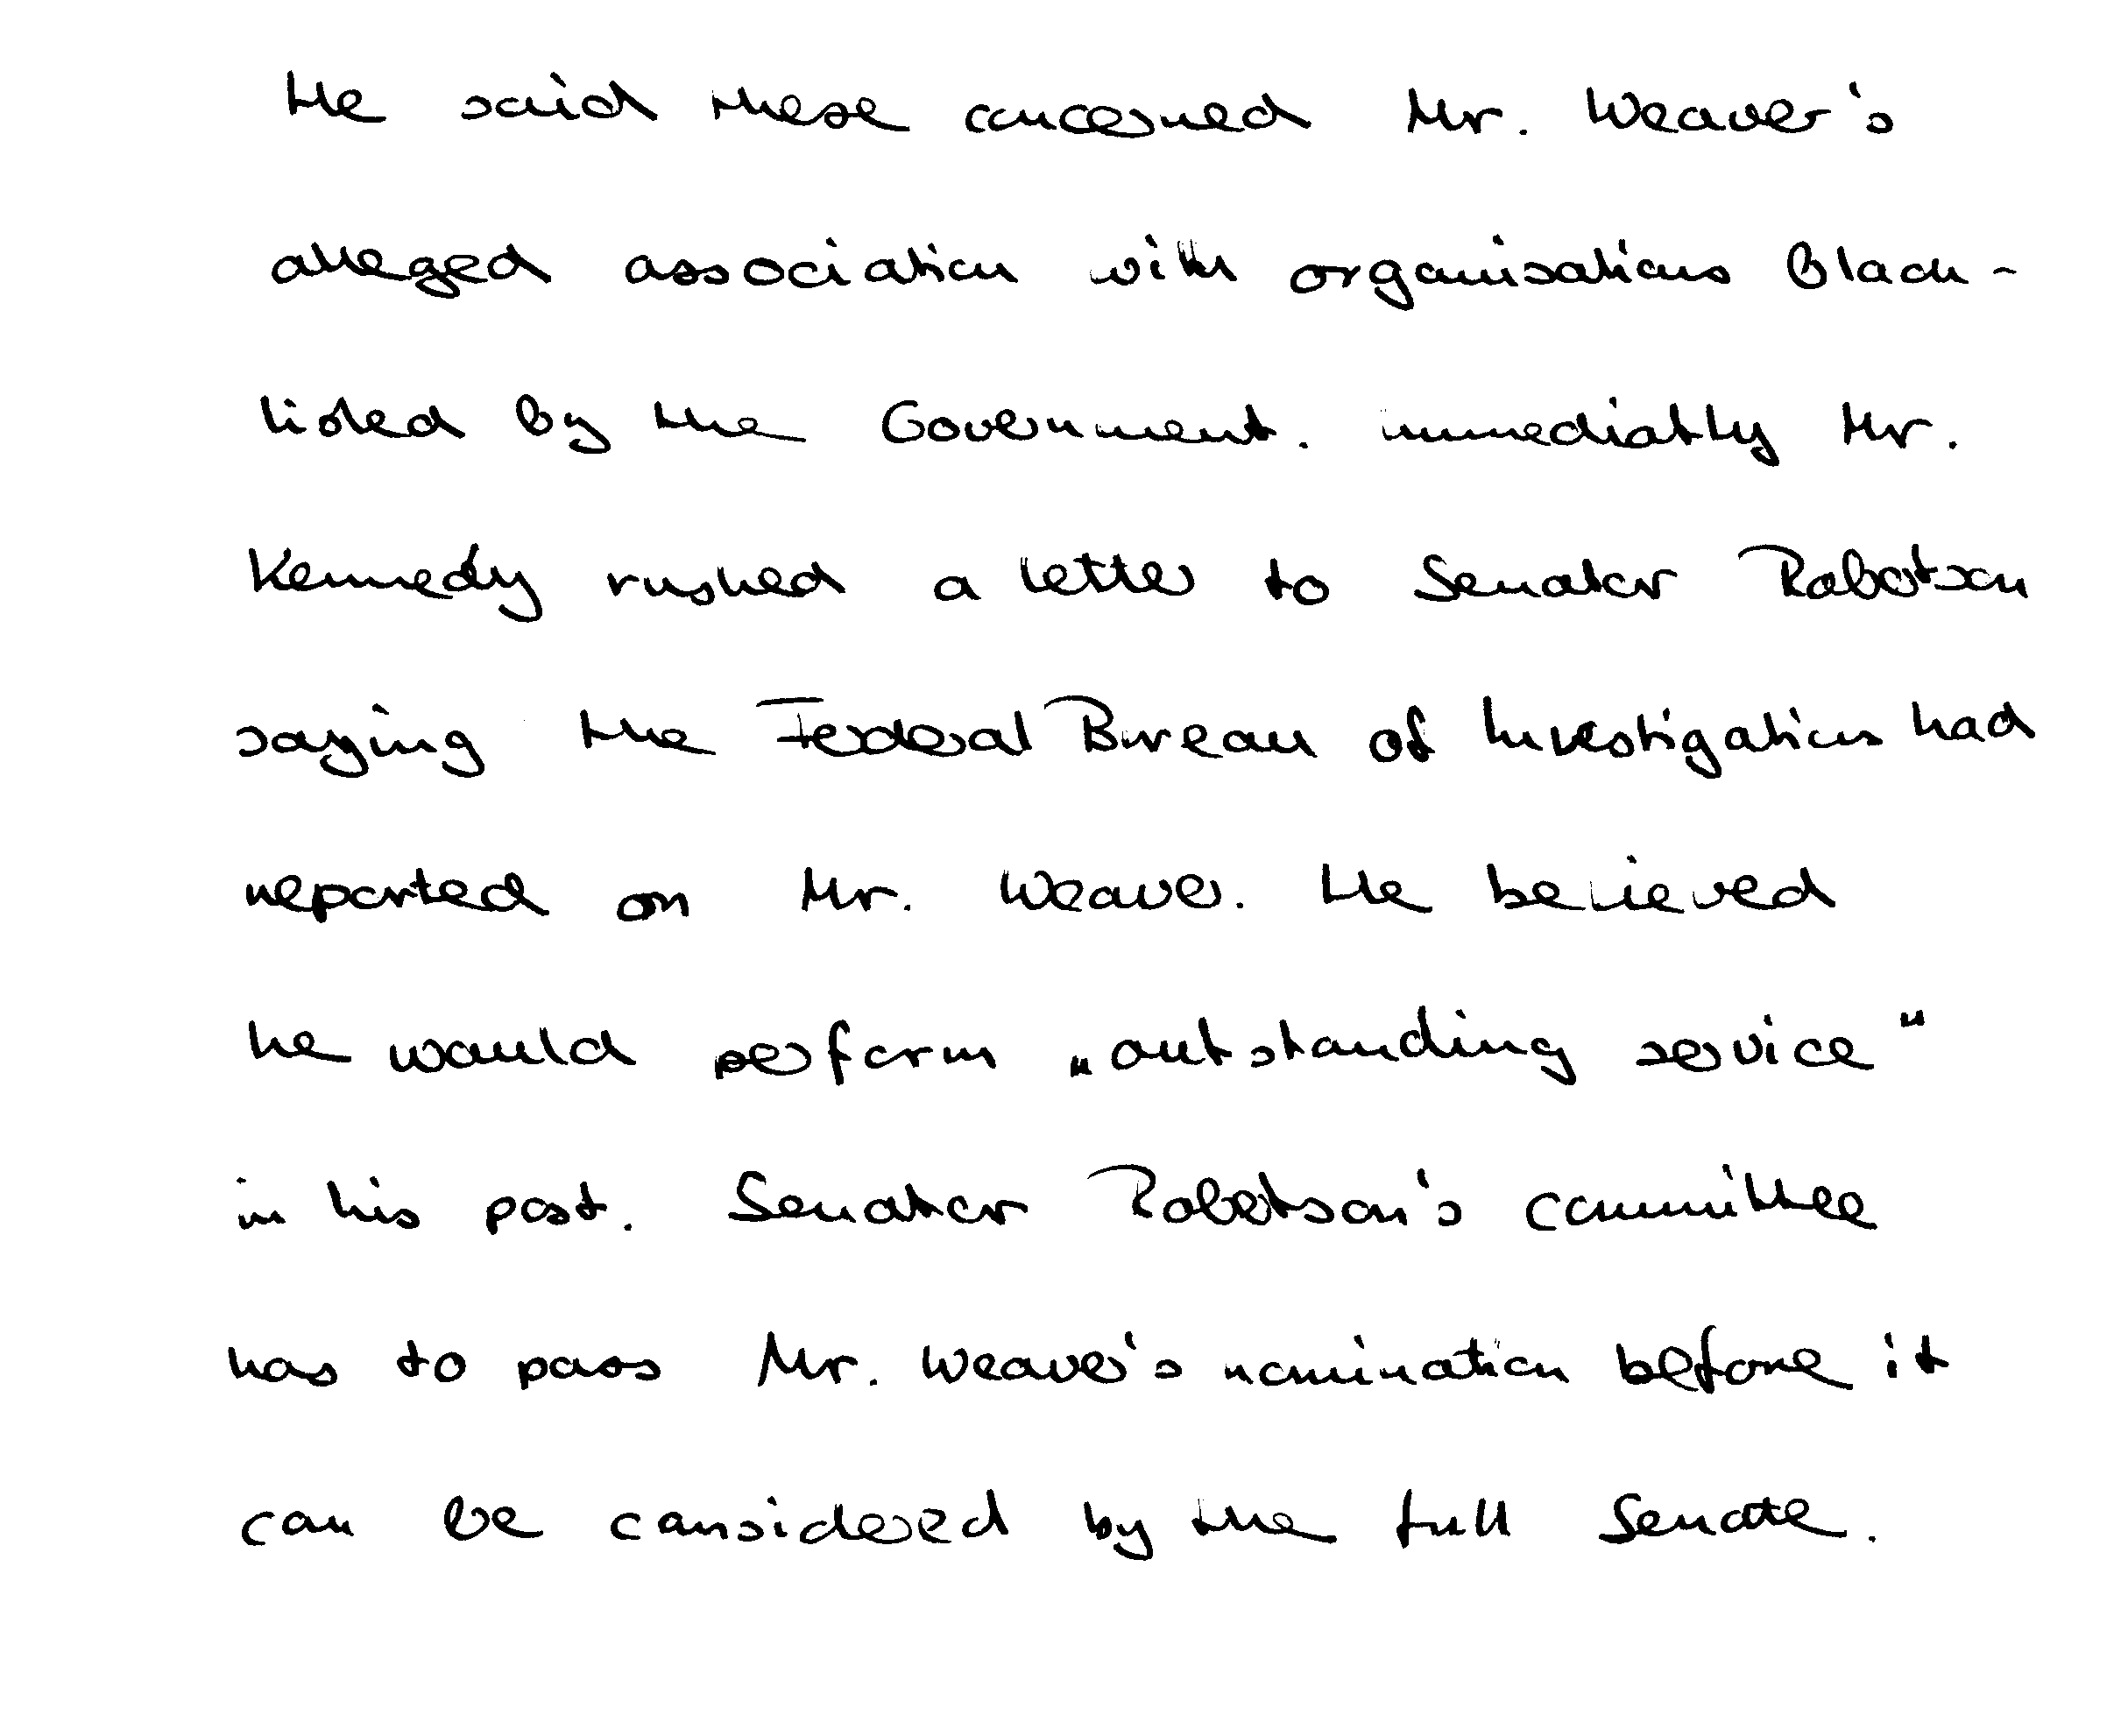 He said these concerned Mr. Weaver's
alleged association with organisations Black-
listed by the Government. immediatly Mr.
Kennedy rushed a letter to Senator Robotson
saying the Federal Bureau of Investigation had
reported on Mr. Weaver. He believed
he would perform „outstanding service"
in his post. Senator Robotson's committee
has to pass Mr. Weaver's nomination before it
can be considered by the full Senate.